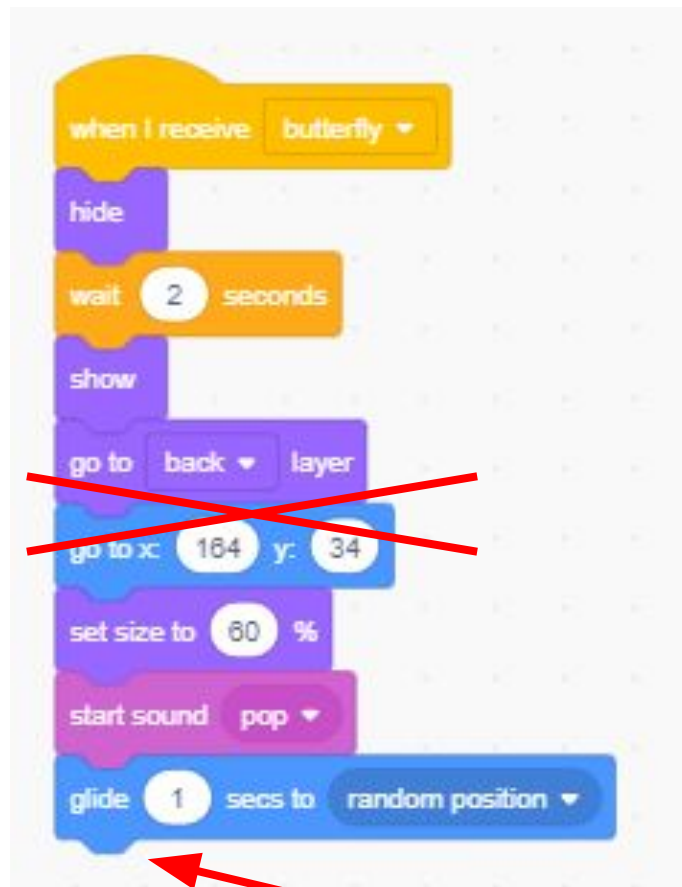 when I receive butterfly
hide
wait 2 seconds
show
go to back layer
go to x: 164 y: 34
set size to 60 %
start sound pop
glide 1 secs to random position